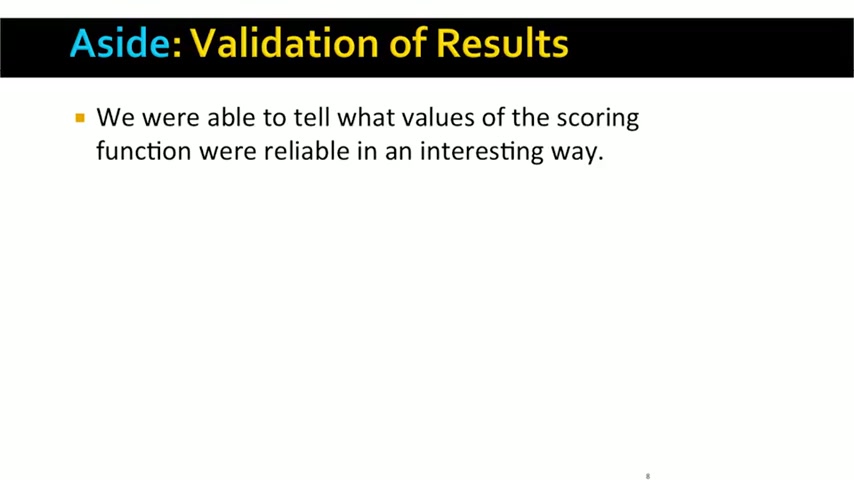 Aside: Validation of Results
We were able to tell what values of the scoring
function were reliable in an interesting way.
8